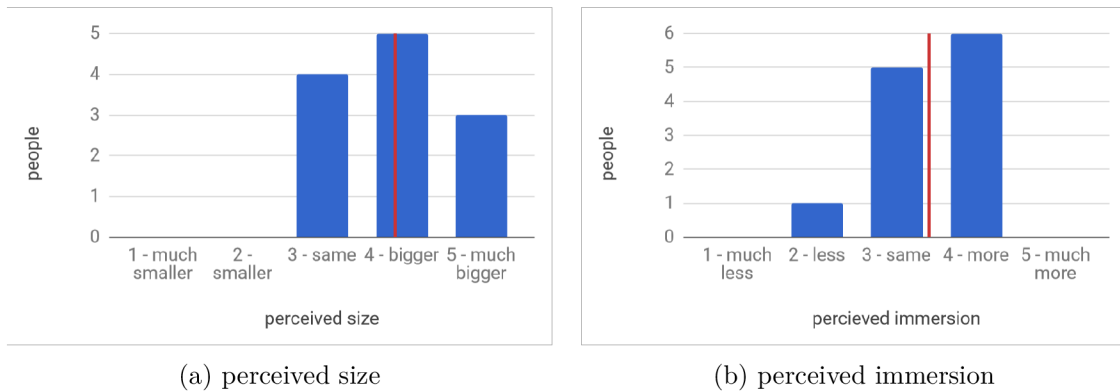 5
4
3
2
1
0
people
1 - much smaller
2 - smaller
3 - same
4 - bigger
5 - much bigger
perceived size
(a) perceived size
6
5
4
3
2
1
0
people
1 - much less
2 - less
3 - same
4 - more
5 - much more
percieved immersion
(b) perceived immersion